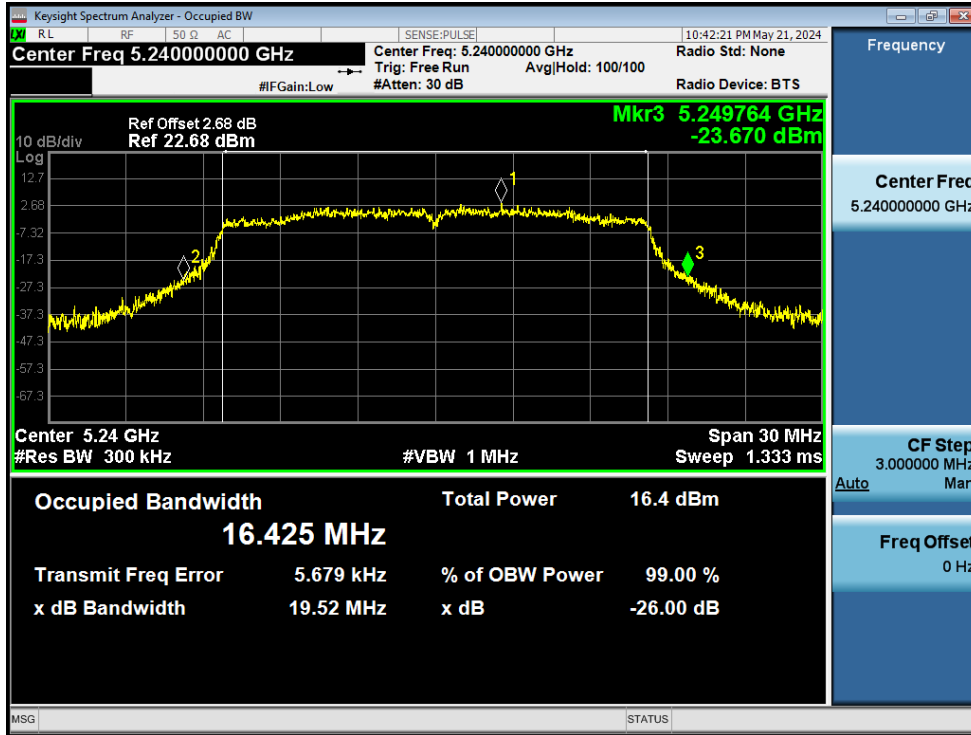 Keysight Spectrum Analyzer - Occupied BW
LXI RL RF 50 Ω AC SENSE:PULSE 10:42:21 PM May 21, 2024
Center Freq 5.240000000 GHz
Center Freq: 5.240000000 GHz Radio Std: None
Trig: Free Run Avg|Hold: 100/100
#IFGain:Low #Atten: 30 dB Radio Device: BTS
Frequency
Mkr3 5.249764 GHz
-23.670 dBm
Ref Offset 2.68 dB
10 dB/div Ref 22.68 dBm
Log
12.7
2.68
-7.32
-17.3
-27.3
-37.3
-47.3
-57.3
-67.3
1
2
3
Center 5.24 GHz Span 30 MHz
#Res BW 300 kHz #VBW 1 MHz Sweep 1.333 ms
Occupied Bandwidth Total Power 16.4 dBm
16.425 MHz
Transmit Freq Error 5.679 kHz % of OBW Power 99.00 %
x dB Bandwidth 19.52 MHz x dB -26.00 dB
Center Freq
5.240000000 GHz
CF Step
3.000000 MHz
Auto Man
Freq Offset
0 Hz
MSG STATUS